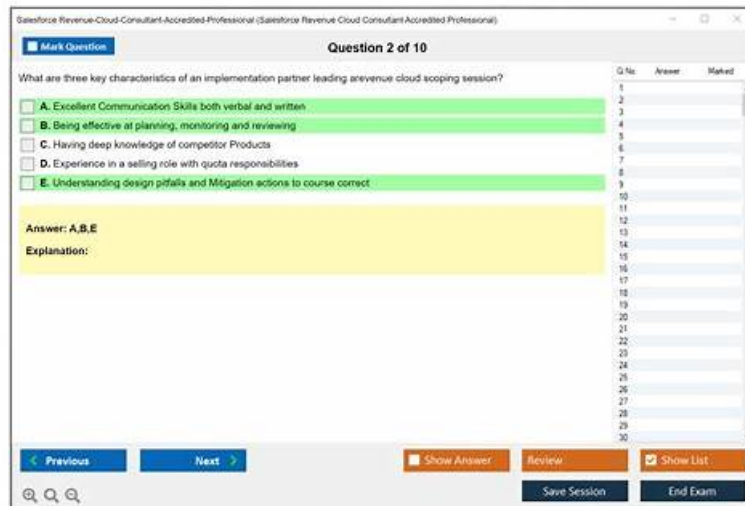 Salesforce Revenue-Cloud-Consultant-Accredited-Professional (Salesforce Revenue Cloud Consultant Accredited Professional)
Mark Question
Question 2 of 10
What are three key characteristics of an implementation partner leading arevenue cloud scoping session?
A. Excellent Communication Skills both verbal and written
B. Being effective at planning, monitoring and reviewing
C. Having deep knowledge of competitor Products
D. Experience in a selling role with quota responsibilities
E. Understanding design pitfalls and Mitigation actions to course correct
Answer: A,B,E
Explanation:
Q No Answer Marked
1
2
3
4
5
6
7
8
9
10
11
12
13
14
15
16
17
18
19
20
21
22
23
24
25
26
27
28
29
30
Previous Next Show Answer Review Show List
Save Session End Exam